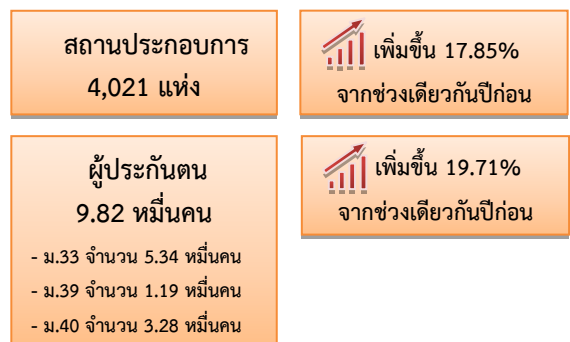 สถานประกอบการ
4,021 แห่ง
เพิ่มขึ้น 17.85%
จากช่วงเดียวกันปีก่อน
ผู้ประกันตน
9.82 หมื่นคน
- ม.33 จำนวน 5.34 หมื่นคน
- ม.39 จำนวน 1.19 หมื่นคน
- ม.40 จำนวน 3.28 หมื่นคน
เพิ่มขึ้น 19.71%
จากช่วงเดียวกันปีก่อน